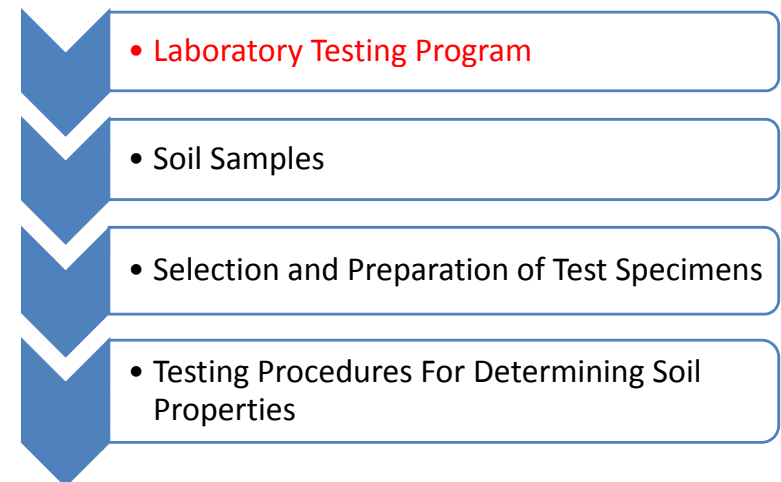 • Laboratory Testing Program
• Soil Samples
• Selection and Preparation of Test Specimens
• Testing Procedures For Determining Soil
Properties